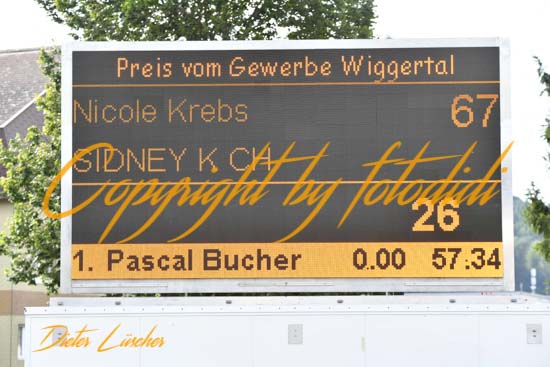 Preis vom Gewerbe Wiggertal
Nicole Krebs 67
SIDNEY K CH
Copyright by fotodidi
26
1. Pascal Bucher 0.00 57.34
Dieter Lüscher